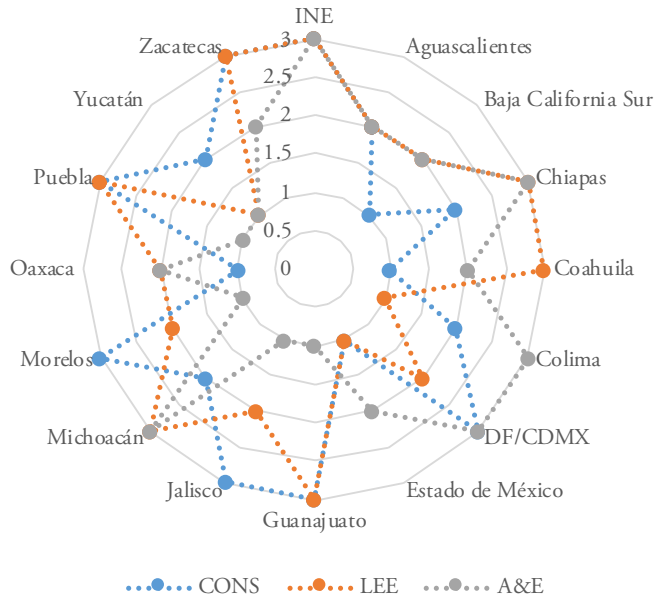 INE
Zacatecas
3
Aguascalientes
2.5
Yucatán
Baja California Sur
2
1.5
Puebla
Chiapas
1
0.5
Oaxaca
0
Coahuila
Morelos
Colima
Michoacán
DF/CDMX
Jalisco
Estado de México
Guanajuato
CONS LEE A&E